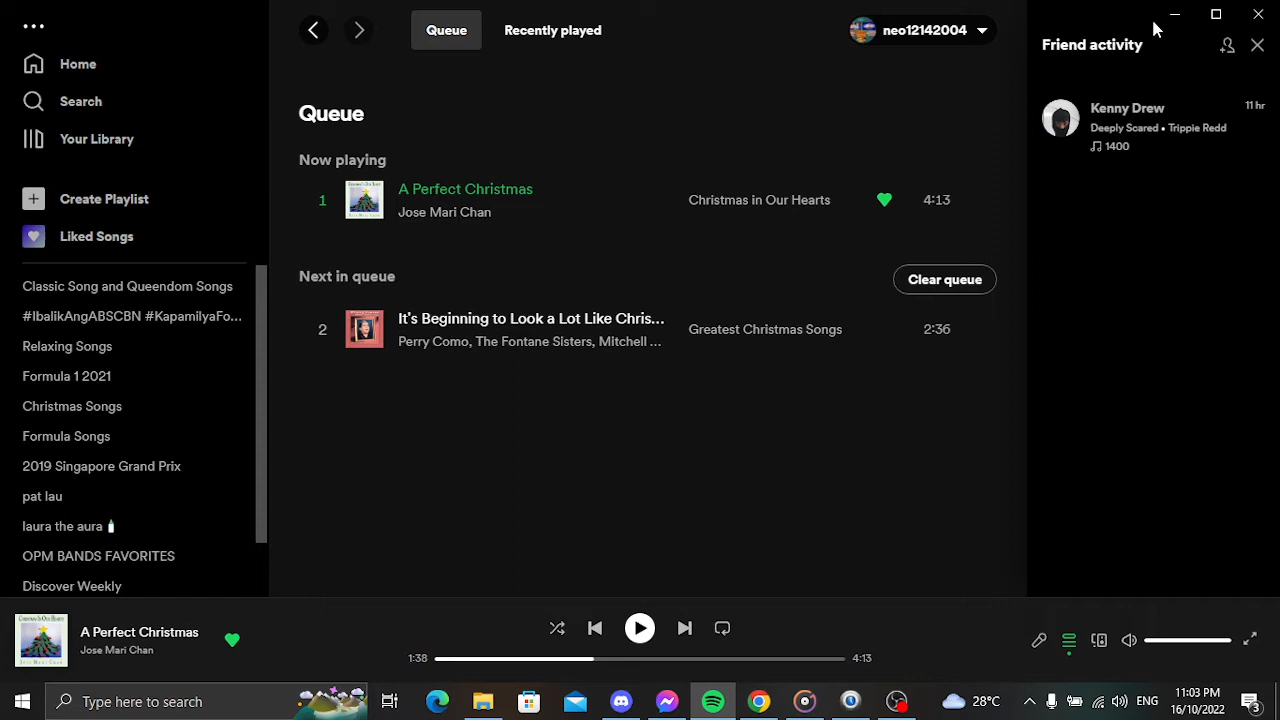 Home
Search
Your Library
Create Playlist
Liked Songs
Classic Song and Queendom Songs
#IbalikAngABSCBN #KapamilyaFo...
Relaxing Songs
Formula 1 2021
Christmas Songs
Formula Songs
2019 Singapore Grand Prix
pat lau
laura the aura
OPM BANDS FAVORITES
Discover Weekly
Queue
Recently played
neo12142004
Queue
Now playing
1 A Perfect Christmas
Jose Mari Chan
Christmas in Our Hearts
4:13
Next in queue
Clear queue
2 It's Beginning to Look a Lot Like Chris...
Perry Como, The Fontane Sisters, Mitchell ...
Greatest Christmas Songs
2:36
Friend activity
Kenny Drew
11 hr
Deeply Scared • Trippie Redd
1400
A Perfect Christmas
Jose Mari Chan
1:38
4:13
Type here to search
28°C
ENG
11:03 PM
16/10/2022